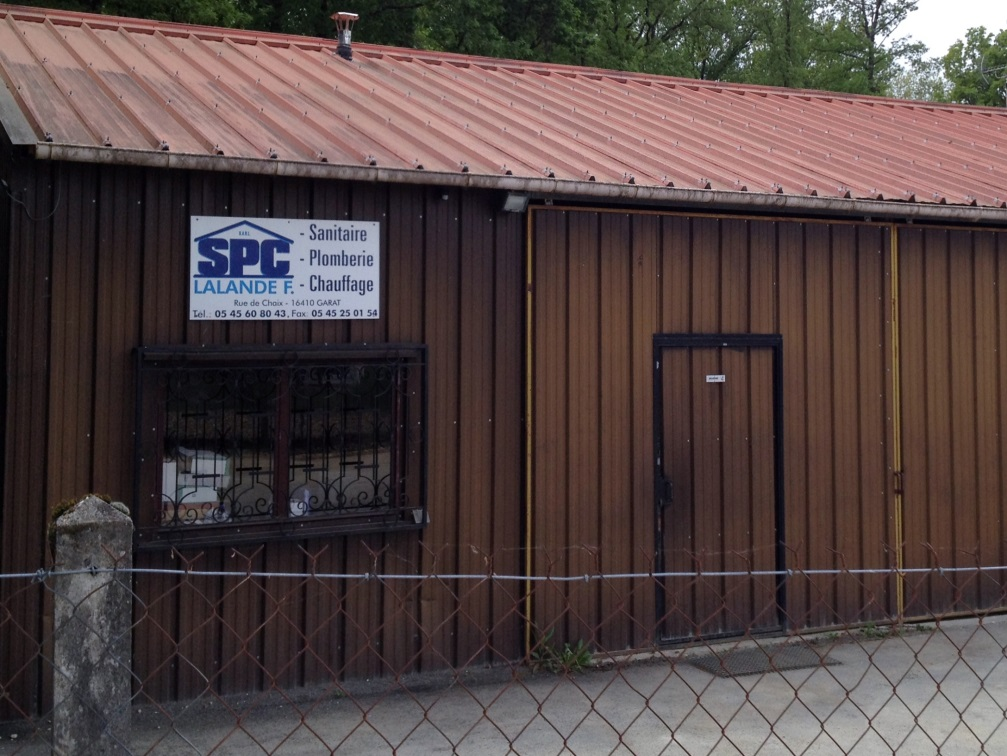 SARL
SPC
LALANDE F.
- Sanitaire
- Plomberie
- Chauffage
Rue de Chaix - 16410 GARAT
Tél.: 05 45 60 80 43, Fax: 05 45 25 01 54